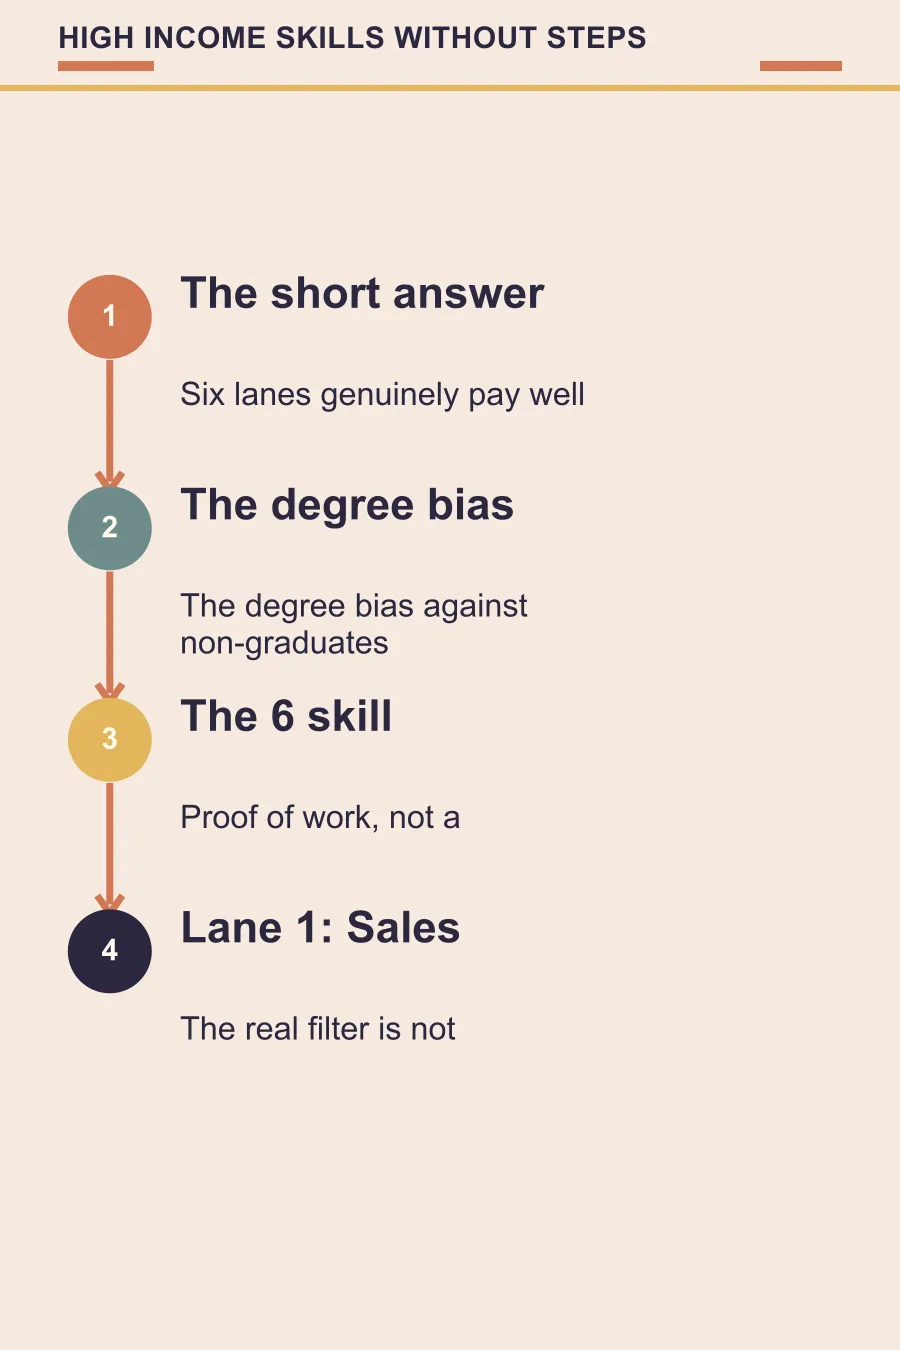 HIGH INCOME SKILLS WITHOUT STEPS
1
The short answer
Six lanes genuinely pay well
2
The degree bias
The degree bias against
non-graduates
3
The 6 skill
Proof of work, not a
4
Lane 1: Sales
The real filter is not